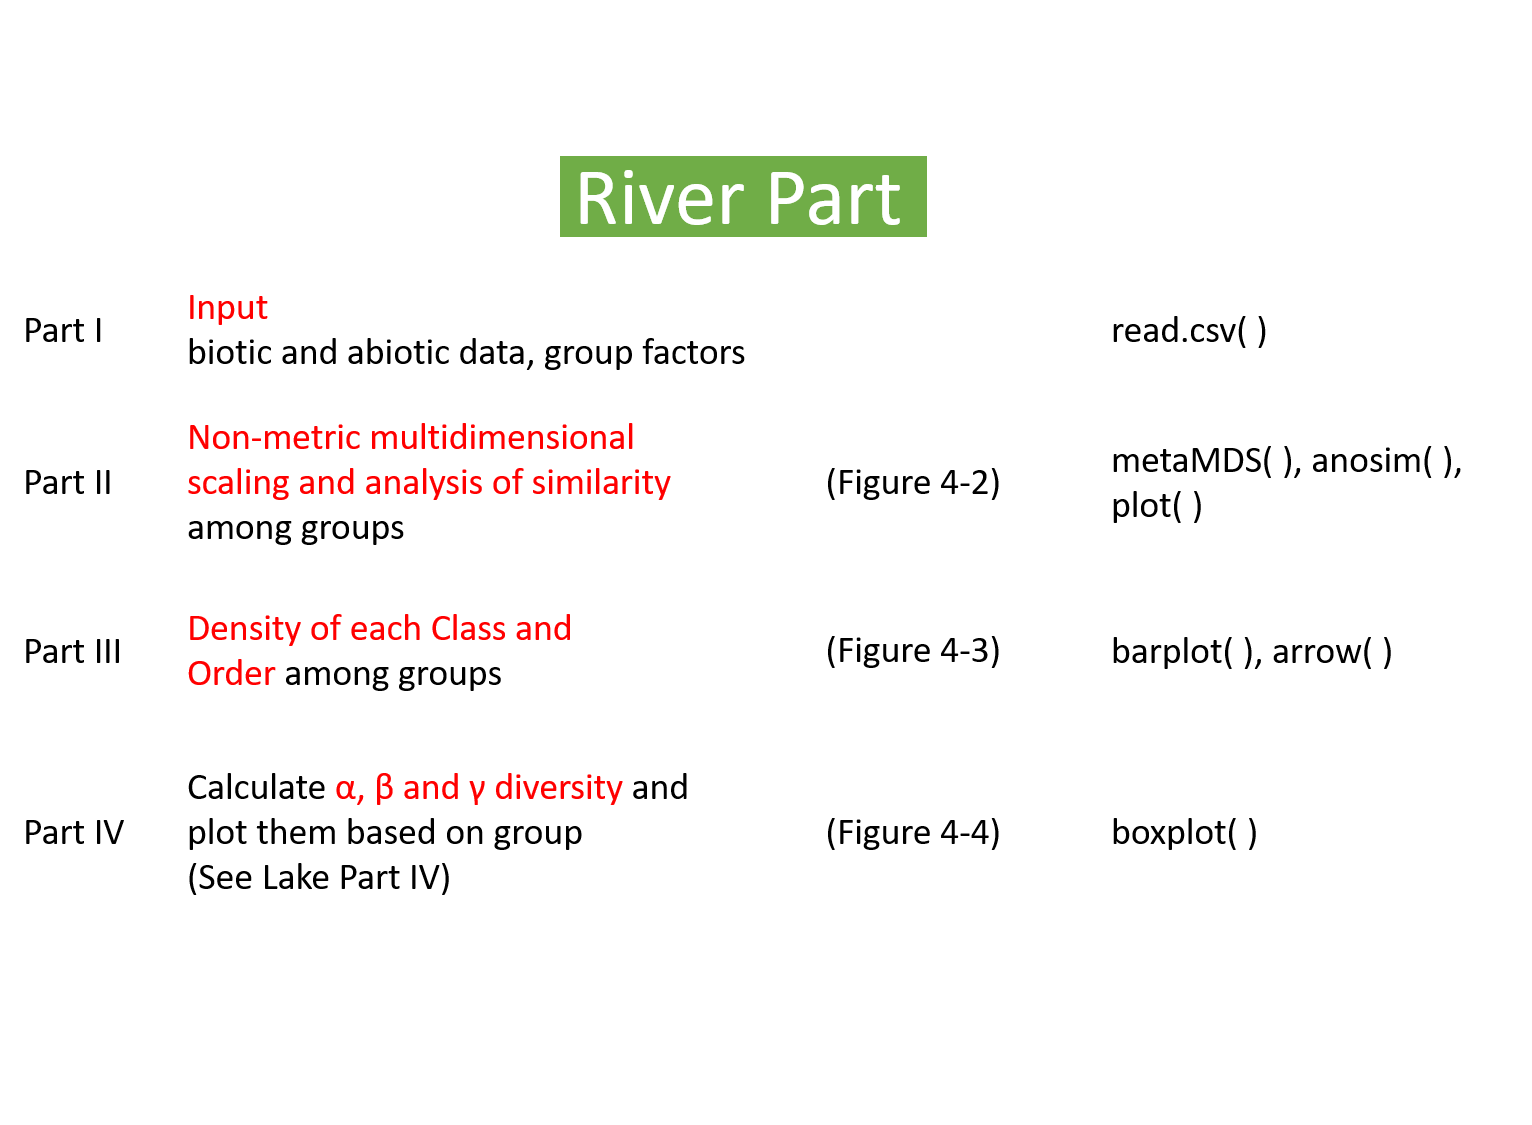 River Part
Part I
Input
biotic and abiotic data, group factors
read.csv( )
Part II
Non-metric multidimensional
scaling and analysis of similarity
among groups
(Figure 4-2)
metaMDS( ), anosim( ),
plot( )
Part III
Density of each Class and
Order among groups
(Figure 4-3)
barplot( ), arrow( )
Part IV
Calculate α, β and γ diversity and
plot them based on group
(See Lake Part IV)
(Figure 4-4)
boxplot( )